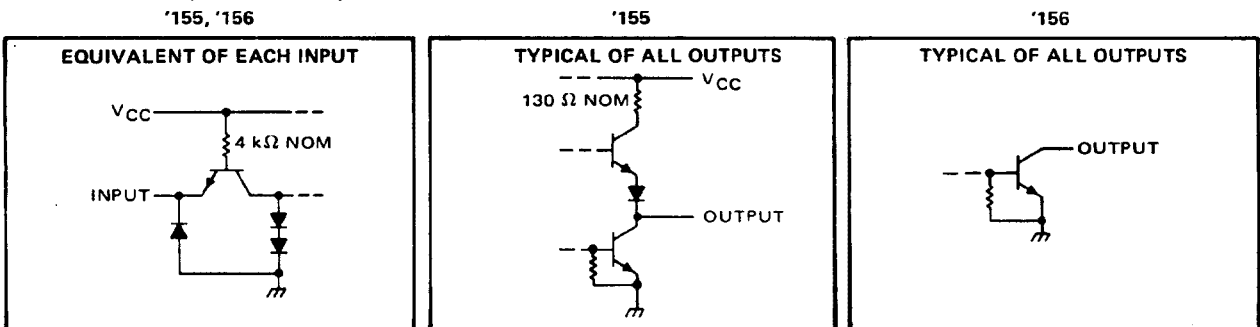 '155, '156
EQUIVALENT OF EACH INPUT
VCC
4 kΩ NOM
INPUT
'155
TYPICAL OF ALL OUTPUTS
VCC
130 Ω NOM
OUTPUT
'156
TYPICAL OF ALL OUTPUTS
OUTPUT